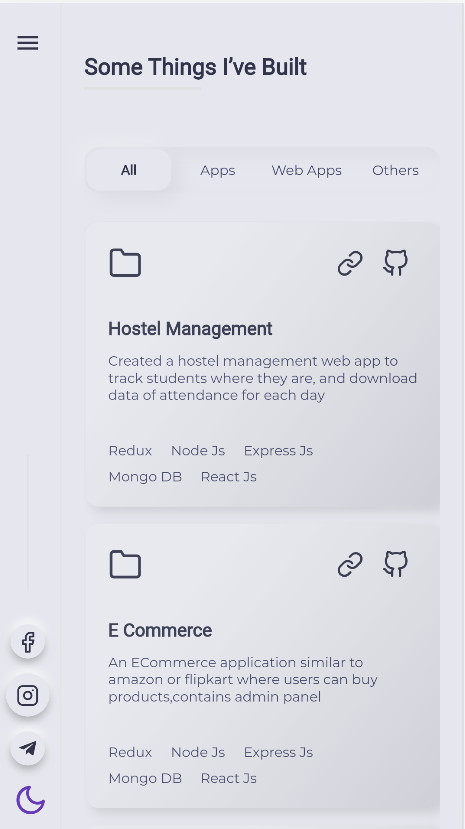 Some Things I’ve Built
All Apps Web Apps Others
Hostel Management
Created a hostel management web app to
track students where they are, and download
data of attendance for each day
Redux Node Js Express Js
Mongo DB React Js
E Commerce
An ECommerce application similar to
amazon or flipkart where users can buy
products,contains admin panel
Redux Node Js Express Js
Mongo DB React Js